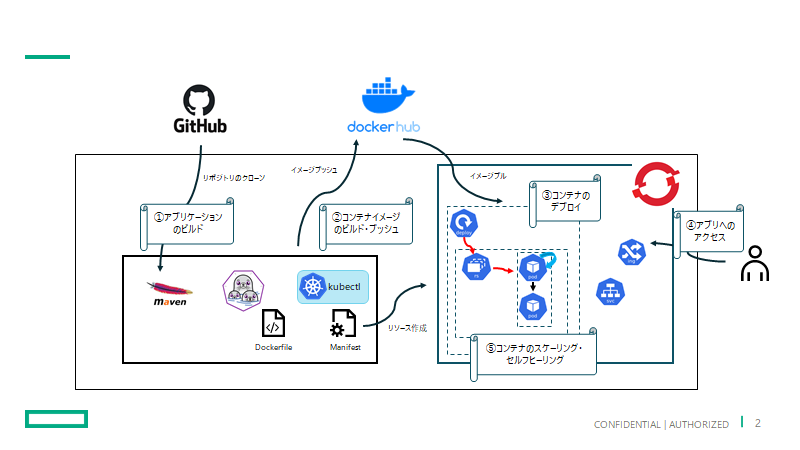 GitHub
dockerhub
リポジトリのクローン
イメージプッシュ
イメージプル
①アプリケーション
のビルド
②コンテナイメージ
のビルド・プッシュ
③コンテナの
デプロイ
④アプリへの
アクセス
deploy
rs
pod
pod
ing
svc
maven
kubectl
Dockerfile
Manifest
リソース作成
⑤コンテナのスケーリング・
セルフヒーリング
CONFIDENTIAL | AUTHORIZED
2